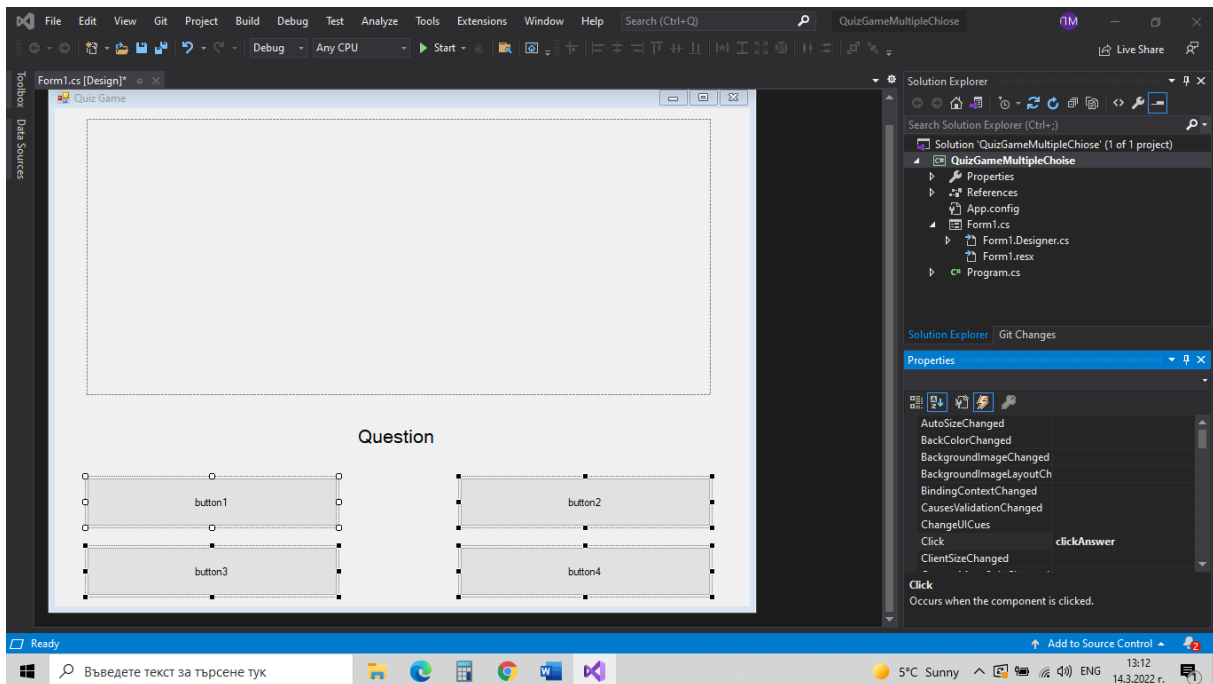 File Edit View Git Project Build Debug Test Analyze Tools Extensions Window Help Search (Ctrl+Q) QuizGameMultipleChiose ПМ
Debug Any CPU Start Live Share
Toolbox
Data Sources
Form1.cs [Design]*
Quiz Game
Question
button1 button2
button3 button4
Solution Explorer
Search Solution Explorer (Ctrl+;)
Solution 'QuizGameMultipleChiose' (1 of 1 project)
C# QuizGameMultipleChoise
Properties
References
App.config
Form1.cs
Form1.Designer.cs
Form1.resx
C# Program.cs
Solution Explorer Git Changes
Properties
AutoSizeChanged
BackColorChanged
BackgroundImageChanged
BackgroundImageLayoutCh
BindingContextChanged
CausesValidationChanged
ChangeUICues
Click clickAnswer
ClientSizeChanged
Click
Occurs when the component is clicked.
Ready Add to Source Control 2
Въведете текст за търсене тук 5°C Sunny ENG 13:12
14.3.2022 г. 1